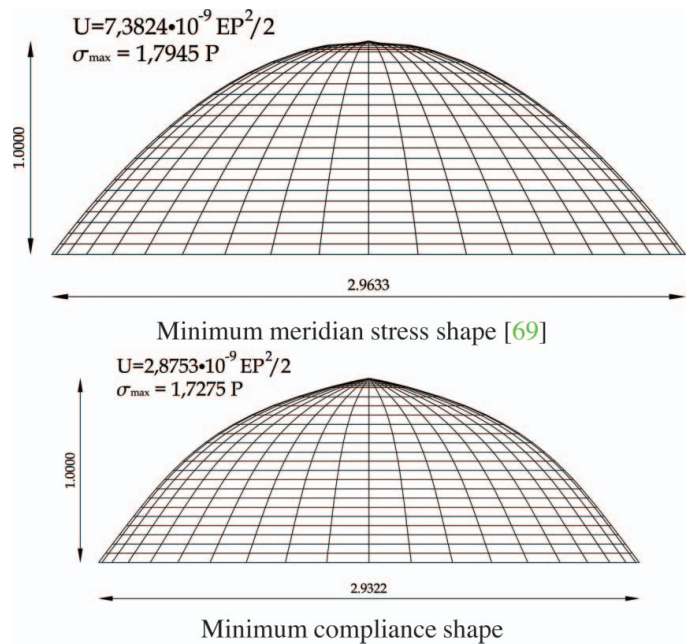 U=7,3824•10⁻⁹ EP²/2
σmax = 1,7945 P
1.0000
2.9633
Minimum meridian stress shape [69]
U=2,8753•10⁻⁹ EP²/2
σmax = 1,7275 P
1.0000
2.9322
Minimum compliance shape